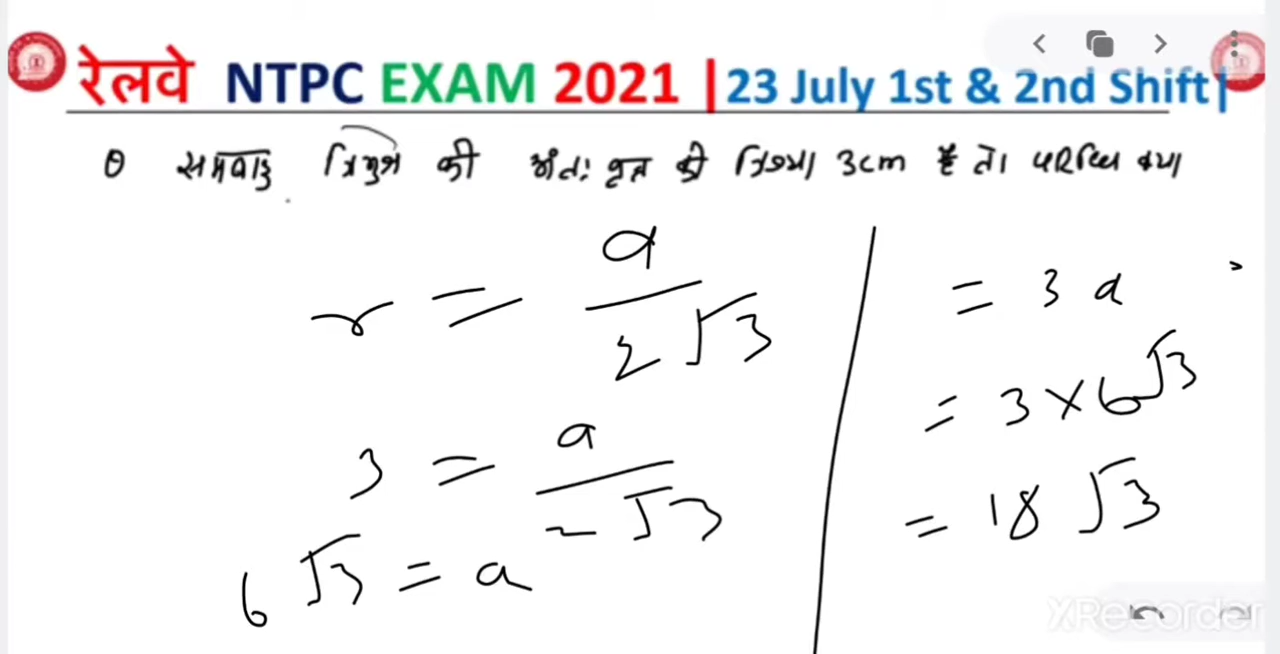 रेलवे NTPC EXAM 2021 | 23 July 1st & 2nd Shift|
θ समबाहु त्रिभुज की अंतः वृत्त की त्रिज्या 3cm है तो परिधि क्या
r = a / 2√3
3 = a / 2√3
6√3 = a
= 3a
= 3×6√3
= 18√3
XRecorder